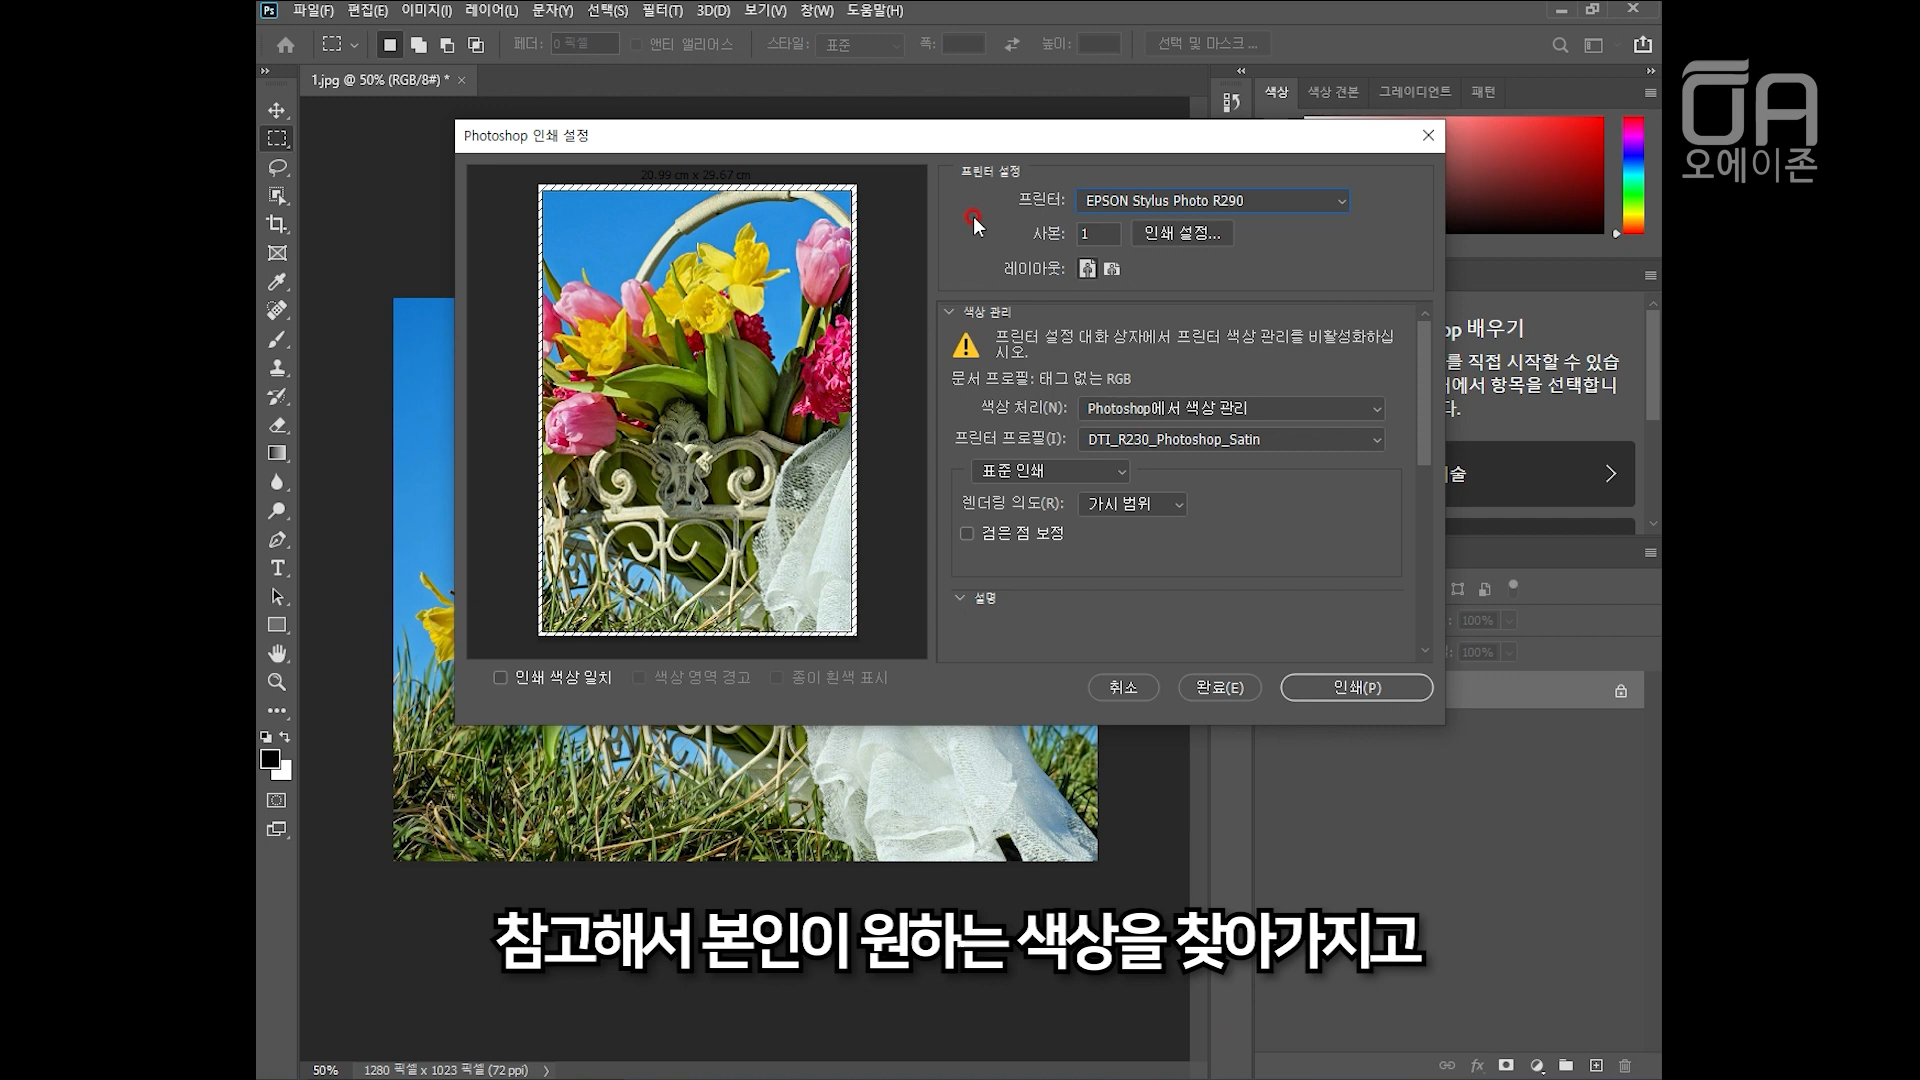 Ps 파일(F) 편집(E) 이미지(I) 레이어(L) 문자(Y) 선택(S) 필터(T) 3D(D) 보기(V) 창(W) 도움말(H)
페더: 0 픽셀 앤티 앨리어스 스타일: 표준 폭: 높이: 선택 및 마스크 ...
1.jpg @ 50% (RGB/8#) *
색상 색상 견본 그레이디언트 패턴
오에이존
Photoshop 인쇄 설정
20.99 cm x 29.67 cm
프린터 설정
프린터: EPSON Stylus Photo R290
사본: 1 인쇄 설정...
레이아웃:
색상 관리
프린터 설정 대화 상자에서 프린터 색상 관리를 비활성화하십
시오.
문서 프로필: 태그 없는 RGB
색상 처리(N): Photoshop에서 색상 관리
프린터 프로필(I): DTI_R230_Photoshop_Satin
표준 인쇄
렌더링 의도(R): 가시 범위
검은 점 보정
설명
인쇄 색상 일치 색상 영역 경고 종이 흰색 표시
취소 완료(E) 인쇄(P)
op 배우기
를 직접 시작할 수 있습
에서 항목을 선택합니
다.
술
100%
100%
참고해서 본인이 원하는 색상을 찾아가지고
50% 1280 픽셀 x 1023 픽셀 (72 ppi)
fx